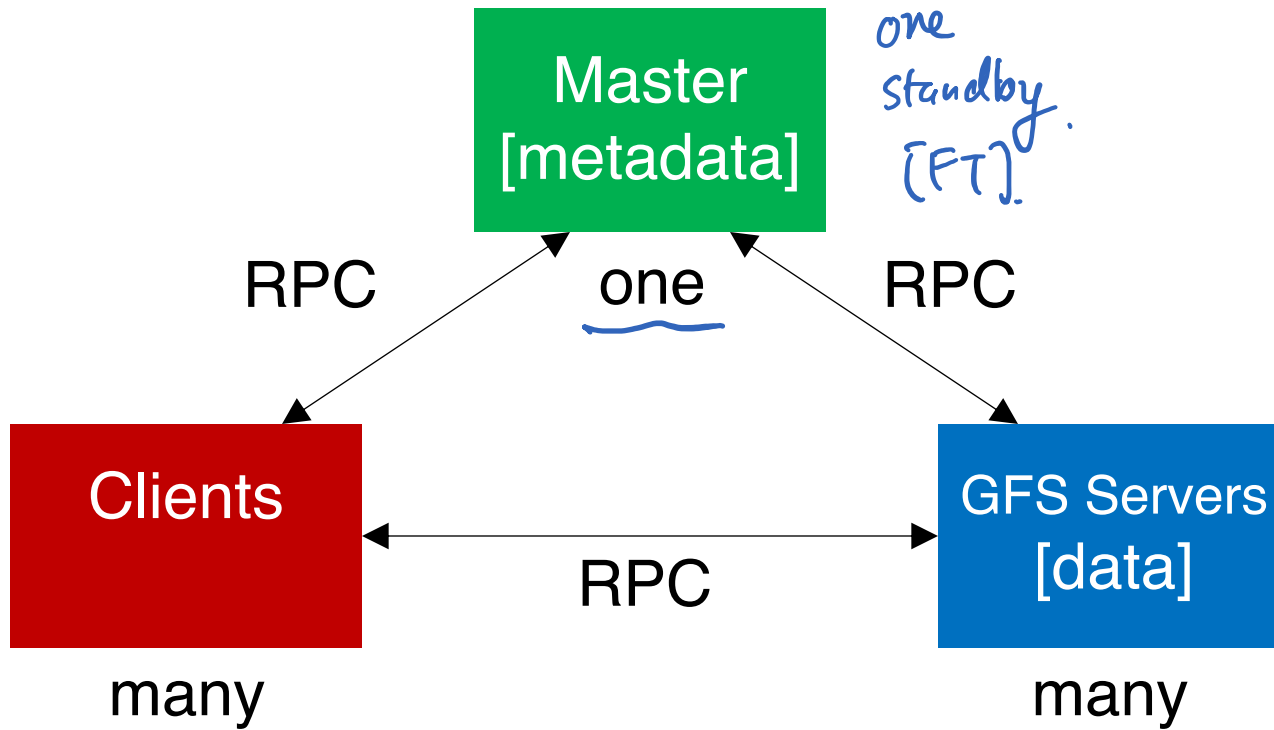 Master
[metadata]
one
standby.
[FT].
RPC
one
RPC
Clients
GFS Servers
[data]
RPC
many
many